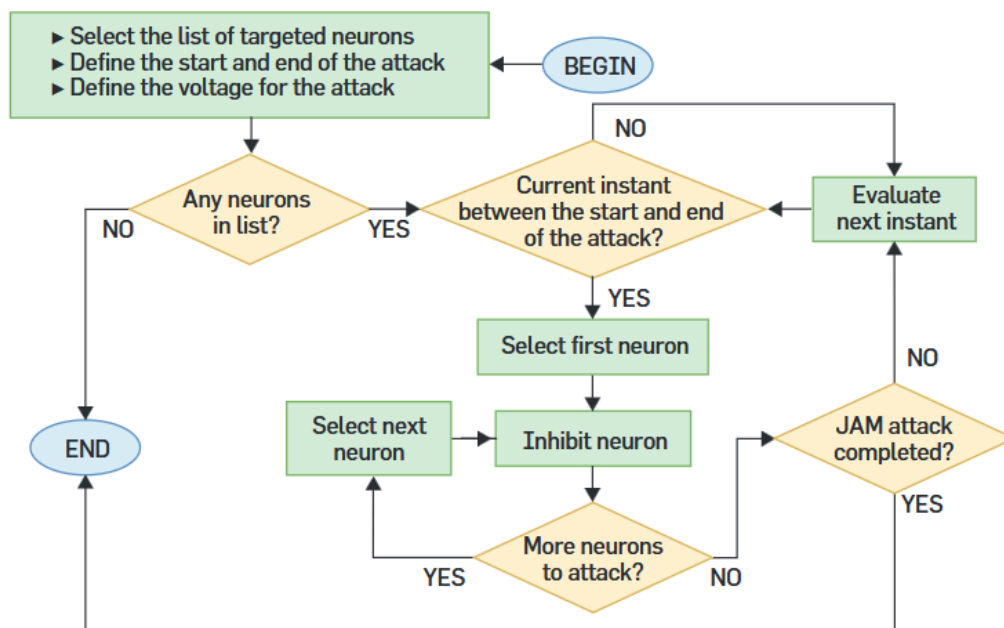 ► Select the list of targeted neurons
► Define the start and end of the attack
► Define the voltage for the attack
BEGIN
NO
Any neurons
in list?
NO
YES
Current instant
between the start and end
of the attack?
Evaluate
next instant
YES
Select first neuron
NO
Select next
neuron
Inhibit neuron
JAM attack
completed?
END
YES
More neurons
to attack?
YES
NO